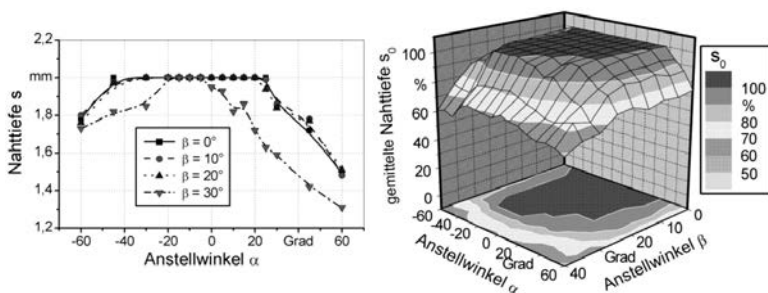 2,2
mm
1,8
1,6
1,4
1,2
Nahttiefe s
β = 0°
β = 10°
β = 20°
β = 30°
-60 -40 -20 0 20 Grad 60
Anstellwinkel α
gemittelte Nahttiefe s0
100
%
60
40
20
0
-60 -40 -20 0 20 Grad 60
Anstellwinkel α
40 Grad 20 10 0
Anstellwinkel β
s0
100
%
80
70
60
50